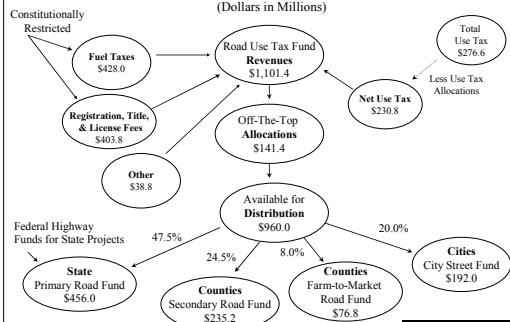 (Dollars in Millions)
Constitutionally
Restricted
Fuel Taxes
$428.0
Road Use Tax Fund
Revenues
$1,101.4
Total
Use Tax
$276.6
Less Use Tax
Allocations
Net Use Tax
$230.8
Registration, Title,
& License Fees
$403.8
Off-The-Top
Allocations
$141.4
Other
$38.8
Available for
Distribution
$960.0
Federal Highway
Funds for State Projects
47.5%
24.5%
8.0%
20.0%
State
Primary Road Fund
$456.0
Counties
Secondary Road Fund
$235.2
Counties
Farm-to-Market
Road Fund
$76.8
Cities
City Street Fund
$192.0